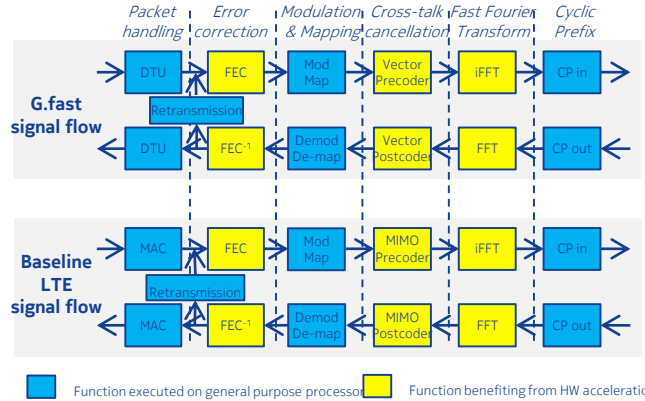 Packet Error Modulation Cross-talk Fast Fourier Cyclic
handling correction & Mapping cancellation Transform Prefix
DTU FEC Mod Map Vector Precoder iFFT CP in
G.fast
signal flow
Retransmission
DTU FEC-1 Demod De-map Vector Postcoder FFT CP out
MAC FEC Mod Map MIMO Precoder iFFT CP in
Baseline
LTE
signal flow
Retransmission
MAC FEC-1 Demod De-map MIMO Postcoder FFT CP out
Function executed on general purpose processor Function benefiting from HW acceleratio